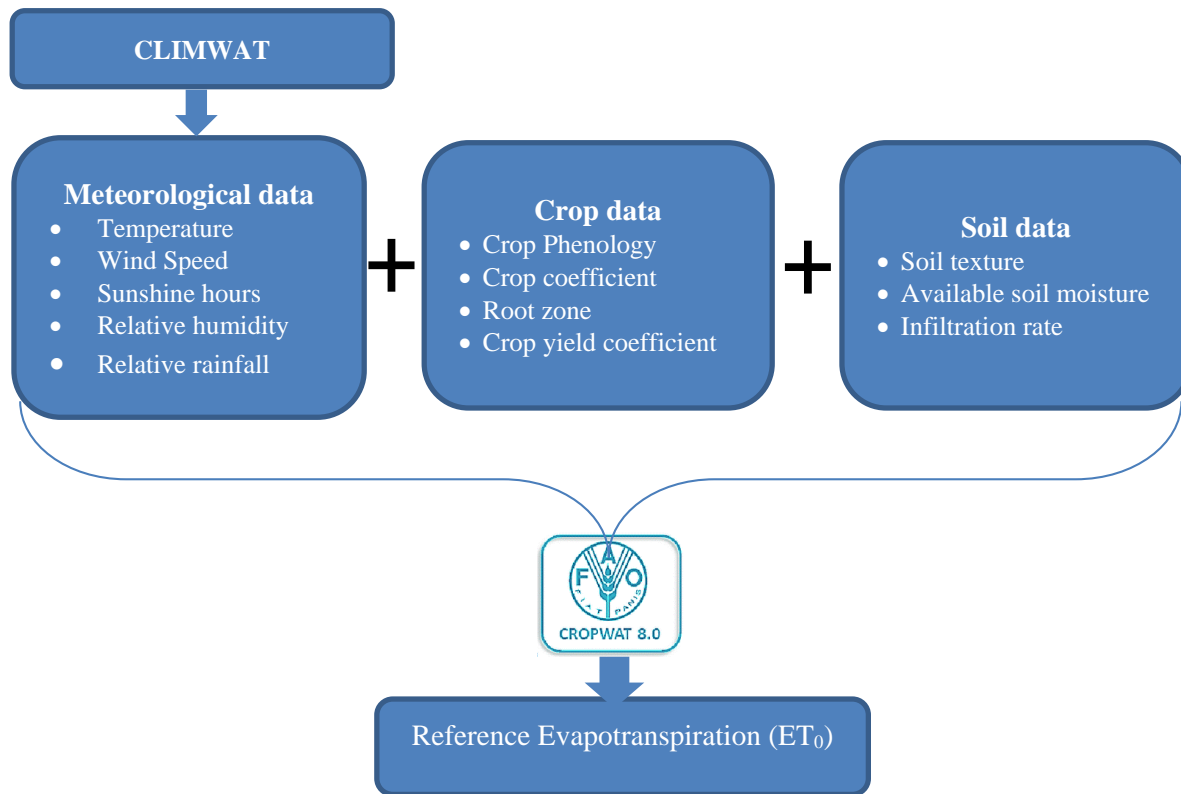 CLIMWAT
Meteorological data
• Temperature
• Wind Speed
• Sunshine hours
• Relative humidity
• Relative rainfall
+
Crop data
• Crop Phenology
• Crop coefficient
• Root zone
• Crop yield coefficient
+
Soil data
• Soil texture
• Available soil moisture
• Infiltration rate
F A O
FIAT PANIS
CROPWAT 8.0
Reference Evapotranspiration (ET₀)